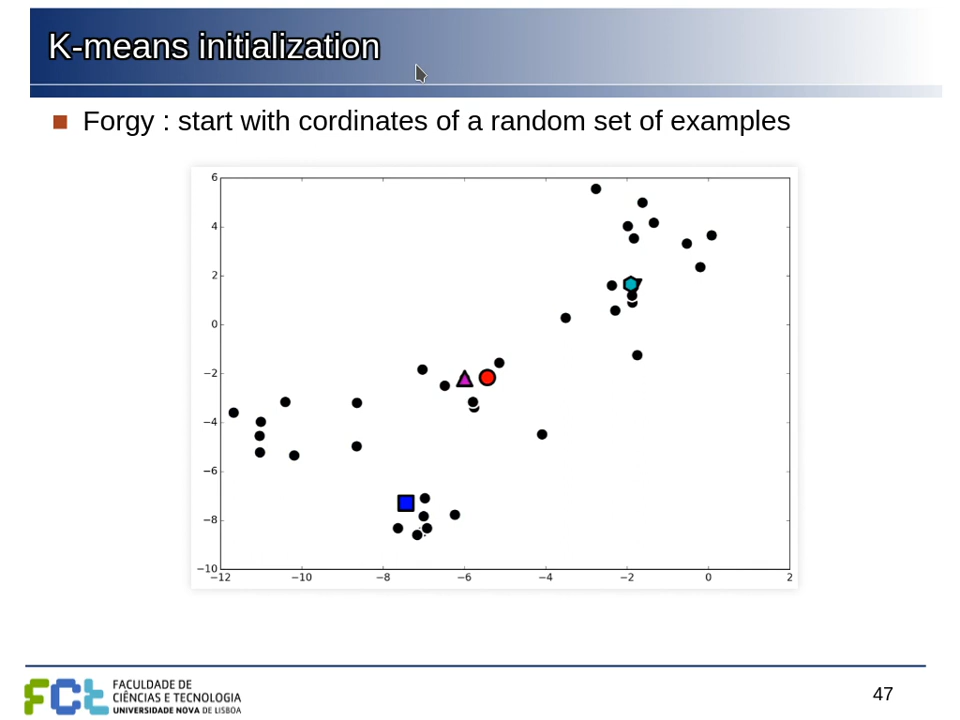 K-means initialization
Forgy : start with cordinates of a random set of examples
6
4
2
0
−2
−4
−6
−8
−10
−12 −10 −8 −6 −4 −2 0 2
FCt
FACULDADE DE
CIÊNCIAS E TECNOLOGIA
UNIVERSIDADE NOVA DE LISBOA
47